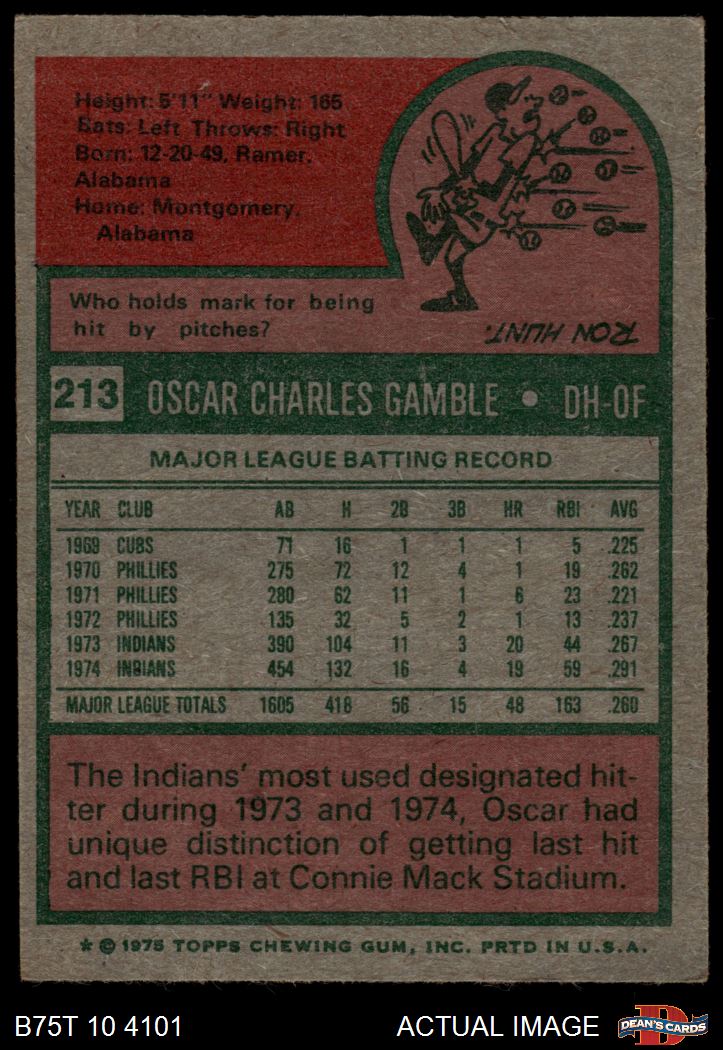 Height: 5'11" Weight: 165
Bats: Left Throws: Right
Born: 12-20-49, Ramer,
Alabama
Home: Montgomery,
Alabama
Who holds mark for being
hit by pitches?
RON HUNT.
213 OSCAR CHARLES GAMBLE • DH-OF
MAJOR LEAGUE BATTING RECORD
YEAR CLUB AB H 2B 3B HR RBI AVG
1969 CUBS 71 16 1 1 1 5 .225
1970 PHILLIES 275 72 12 4 1 19 .262
1971 PHILLIES 280 62 11 1 6 23 .221
1972 PHILLIES 135 32 5 2 1 13 .237
1973 INDIANS 390 104 11 3 20 44 .267
1974 INDIANS 454 132 16 4 19 59 .291
MAJOR LEAGUE TOTALS 1605 418 56 15 48 163 .260
The Indians' most used designated hit-
ter during 1973 and 1974, Oscar had
unique distinction of getting last hit
and last RBI at Connie Mack Stadium.
* © 1975 TOPPS CHEWING GUM, INC. PRTD IN U.S.A.
B75T 10 4101 ACTUAL IMAGE DEAN'S CARDS